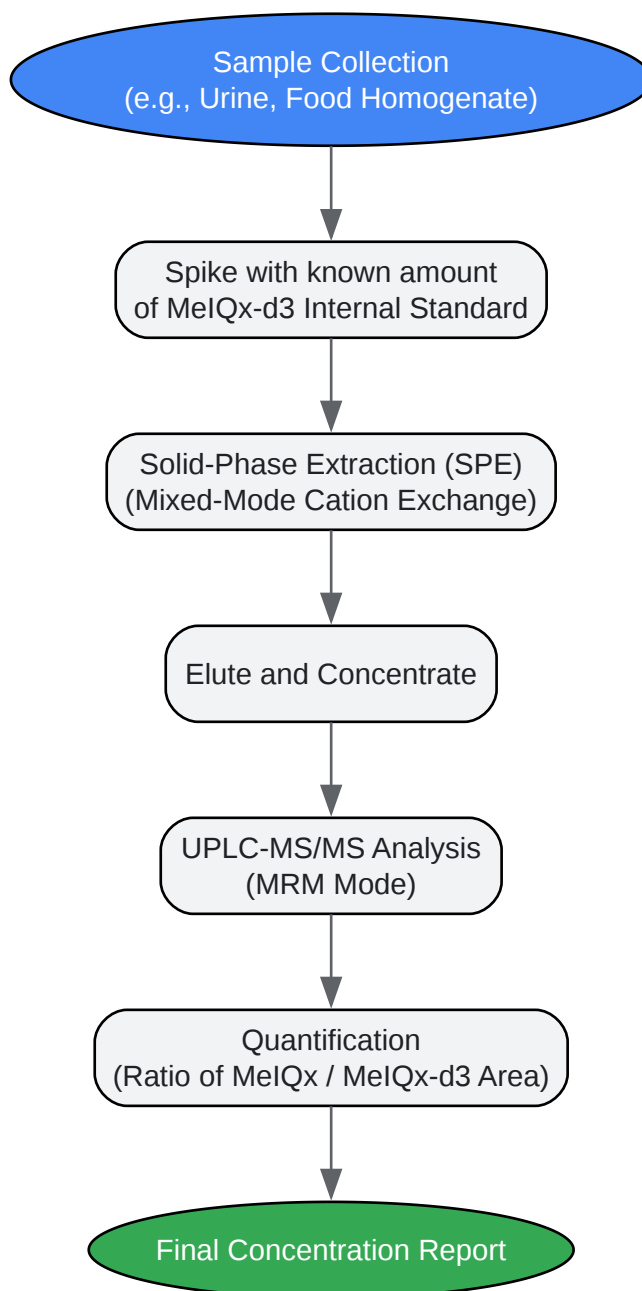 Sample Collection
(e.g., Urine, Food Homogenate)
Spike with known amount
of MeIQx-d3 Internal Standard
Solid-Phase Extraction (SPE)
(Mixed-Mode Cation Exchange)
Elute and Concentrate
UPLC-MS/MS Analysis
(MRM Mode)
Quantification
(Ratio of MeIQx / MeIQx-d3 Area)
Final Concentration Report